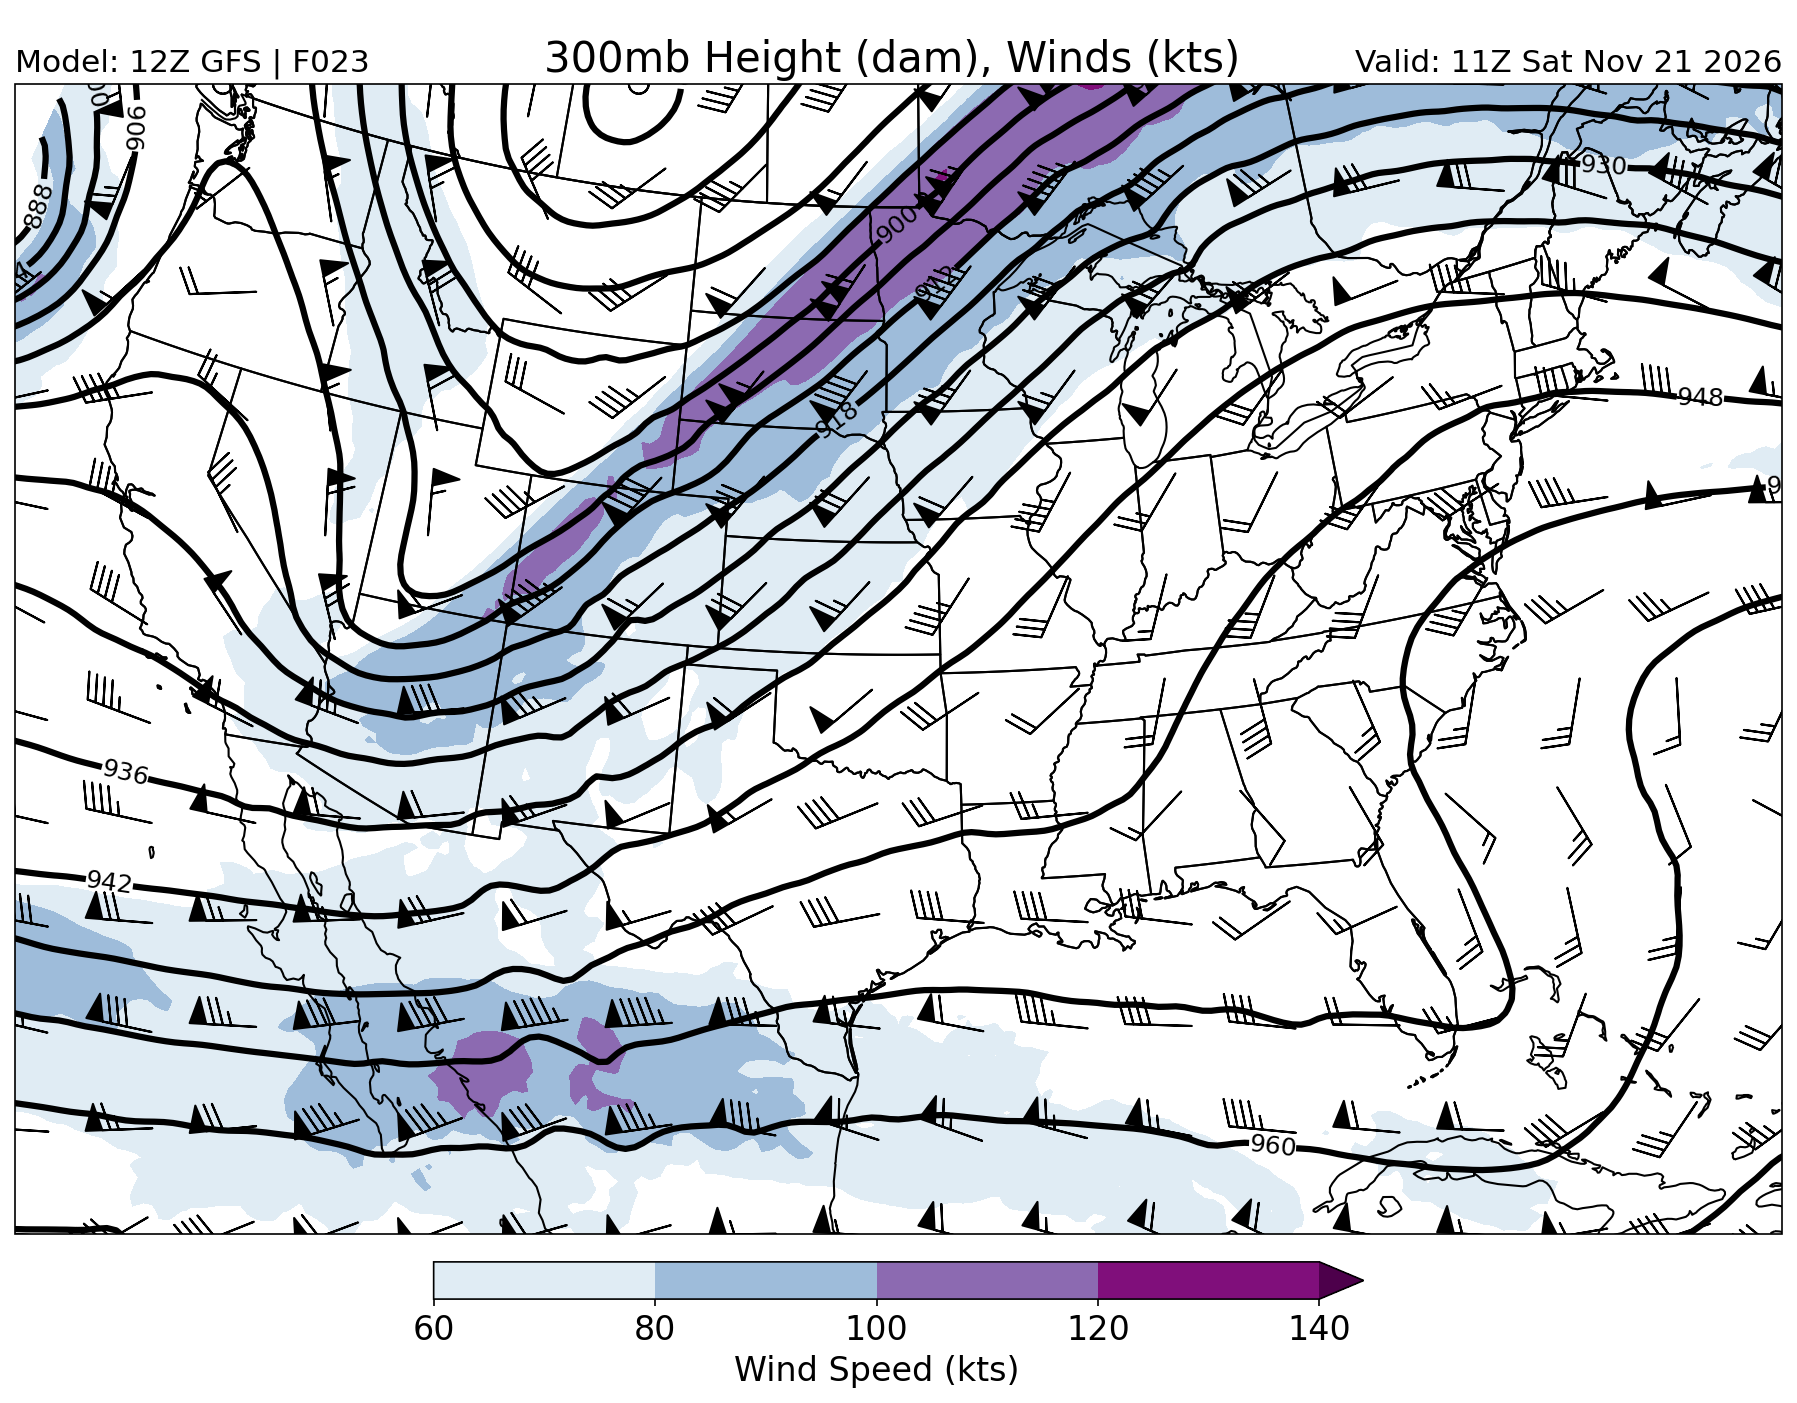 Model: 12Z GFS | F023
300mb Height (dam), Winds (kts)
Valid: 11Z Sat Nov 21 2026
906
888
930
900
912
918
948
936
942
960
60 80 100 120 140
Wind Speed (kts)